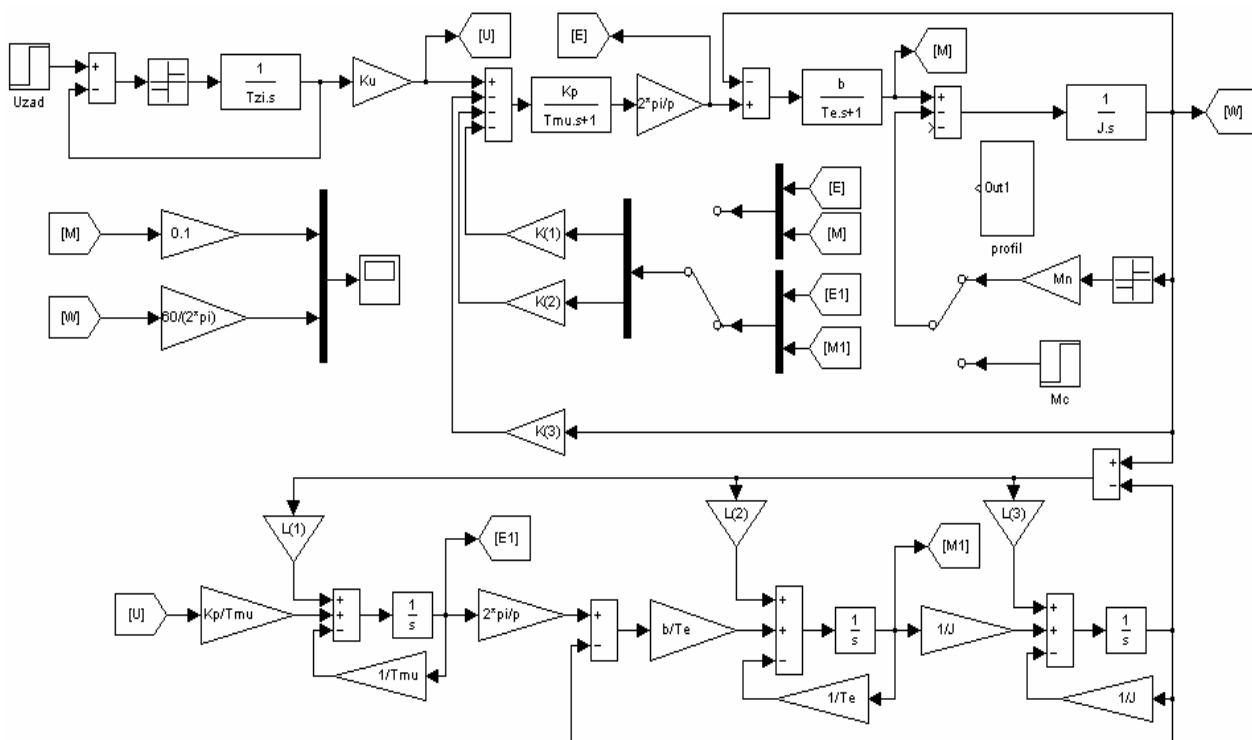 [U]
[E]
Uzad
+
−
1
Tzi.s
Ku
+
−
−
−
Kp
Tmu.s+1
2*pi/p
−
+
b
Te.s+1
[M]
+
−
−
1
J.s
[W]
Out1
profil
[E]
[M]
[M]
0.1
[W]
60/(2*pi)
K(1)
K(2)
[E1]
[M1]
Mn
Mc
K(3)
+
−
L(1)
L(2)
L(3)
[E1]
[M1]
[U]
Kp/Tmu
+
+
−
1
s
2*pi/p
+
−
b/Te
+
+
−
1
s
1/J
+
+
−
1
s
1/Tmu
1/Te
1/J